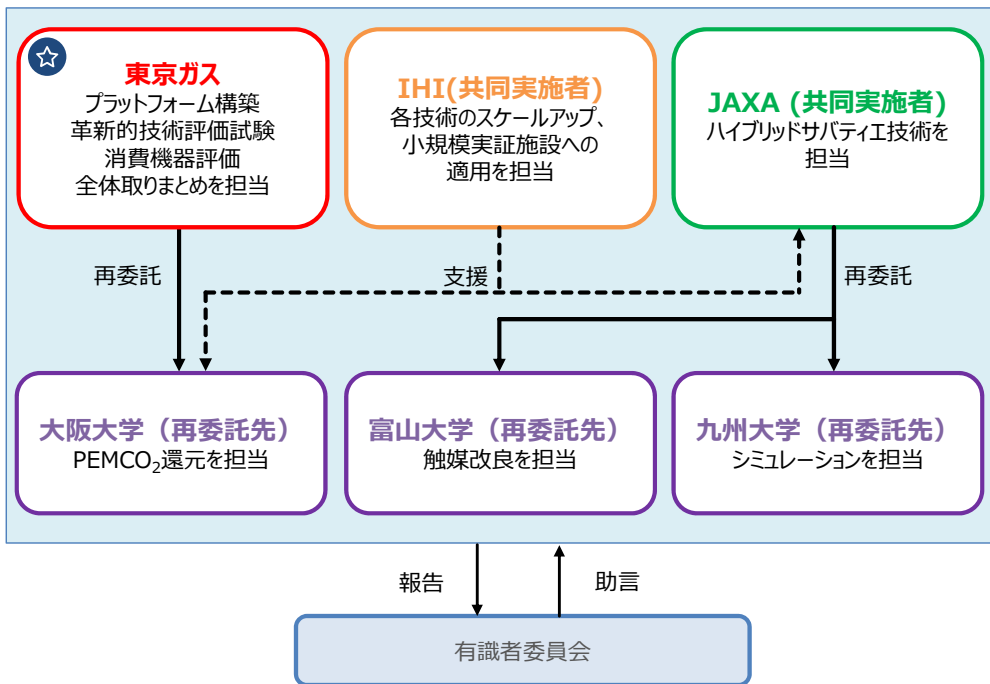 東京ガス
プラットフォーム構築
革新的技術評価試験
消費機器評価
全体取りまとめを担当
IHI(共同実施者)
各技術のスケールアップ、
小規模実証施設への
適用を担当
JAXA (共同実施者)
ハイブリッドサバティエ技術を
担当
再委託
支援
再委託
大阪大学（再委託先）
PEMCO₂還元を担当
富山大学（再委託先）
触媒改良を担当
九州大学（再委託先）
シミュレーションを担当
報告
助言
有識者委員会